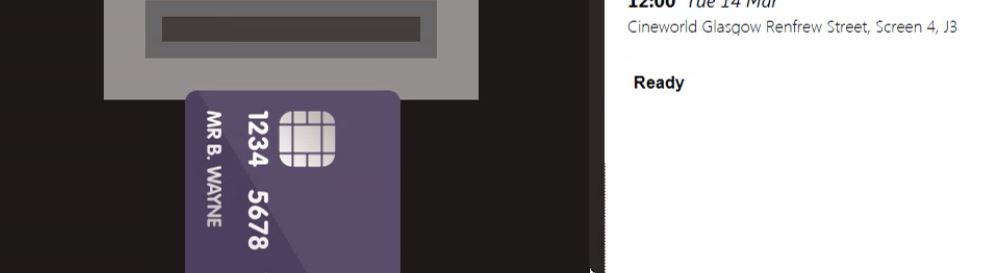 12:00 Tue 14 Mar
Cineworld Glasgow Renfrew Street, Screen 4, J3
Ready
1234 5678
MR B. WAYNE